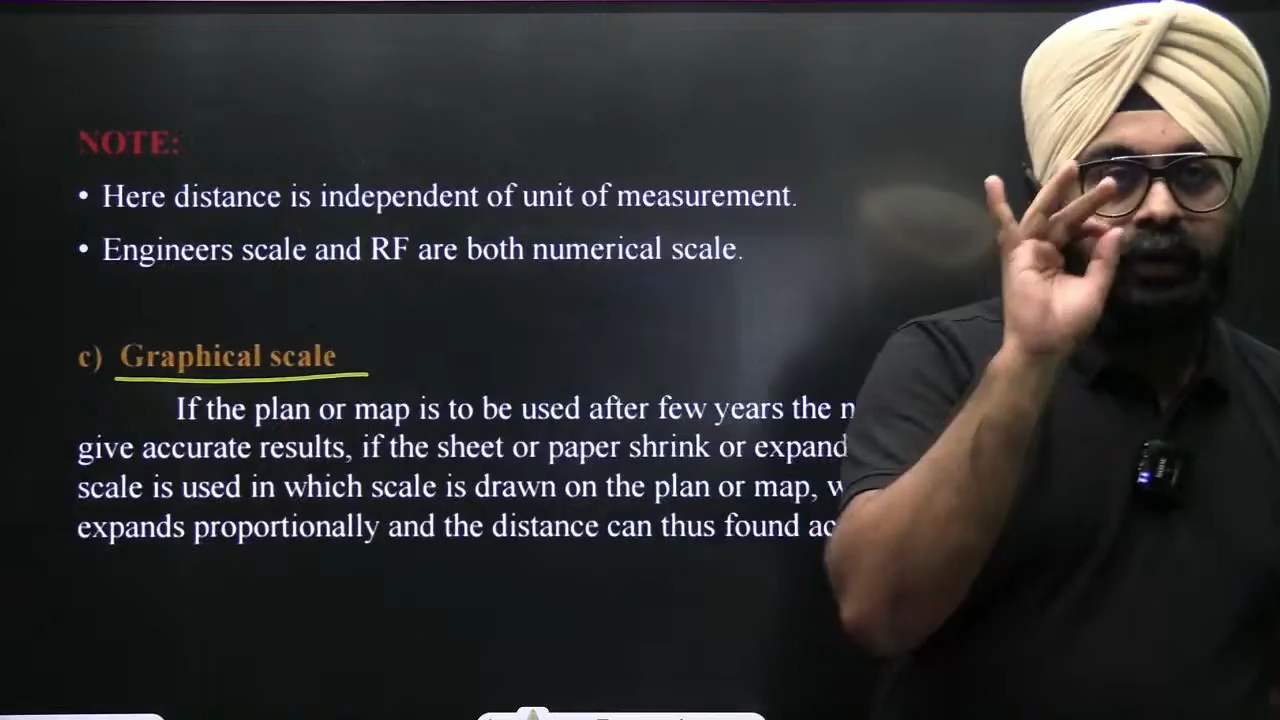 NOTE:
• Here distance is independent of unit of measurement.
• Engineers scale and RF are both numerical scale.
c) Graphical scale
If the plan or map is to be used after few years the
give accurate results, if the sheet or paper shrink or expand
scale is used in which scale is drawn on the plan or map,
expands proportionally and the distance can thus found